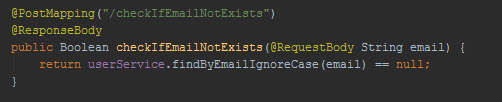 @PostMapping("/checkIfEmailNotExists")
@ResponseBody
public Boolean checkIfEmailNotExists(@RequestBody String email) {
    return userService.findByEmailIgnoreCase(email) == null;
}